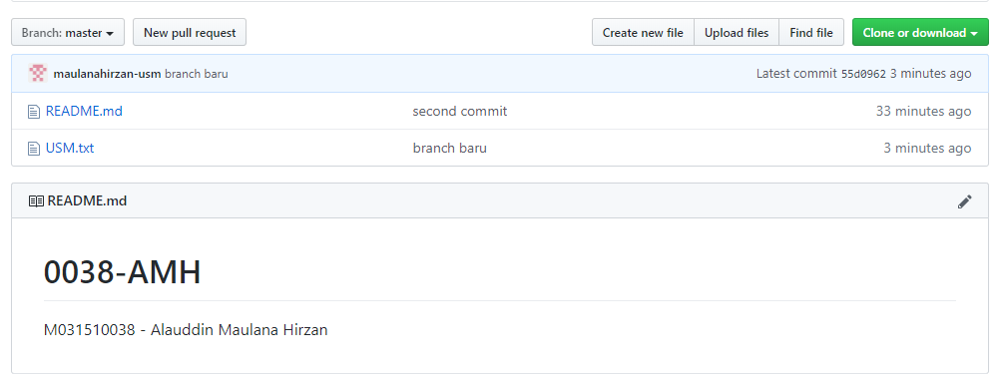 Branch: master New pull request Create new file Upload files Find file Clone or download
maulanahirzan-usm branch baru Latest commit 55d0962 3 minutes ago
README.md second commit 33 minutes ago
USM.txt branch baru 3 minutes ago
README.md
0038-AMH
M031510038 - Alauddin Maulana Hirzan